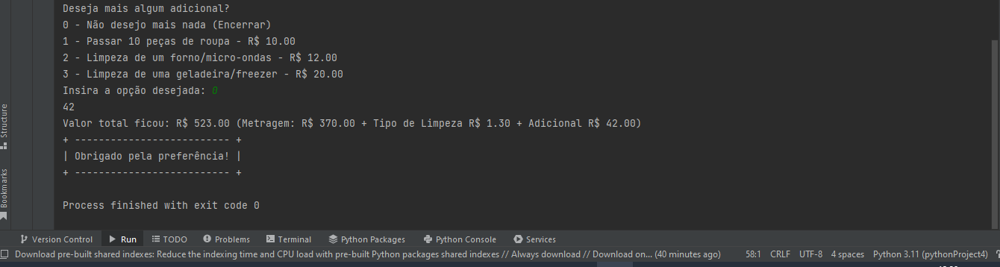 Deseja mais algum adicional?
0 - Não desejo mais nada (Encerrar)
1 - Passar 10 peças de roupa - R$ 10.00
2 - Limpeza de um forno/micro-ondas - R$ 12.00
3 - Limpeza de uma geladeira/freezer - R$ 20.00
Insira a opção desejada: 0
42
Valor total ficou: R$ 523.00 (Metragem: R$ 370.00 + Tipo de Limpeza R$ 1.30 + Adicional R$ 42.00)
+ -------------------------- +
| Obrigado pela preferência! |
+ -------------------------- +
Process finished with exit code 0
Structure
Bookmarks
Version Control Run TODO Problems Terminal Python Packages Python Console Services
Download pre-built shared indexes: Reduce the indexing time and CPU load with pre-built Python packages shared indexes // Always download // Download on... (40 minutes ago) 58:1 CRLF UTF-8 4 spaces Python 3.11 (pythonProject4)